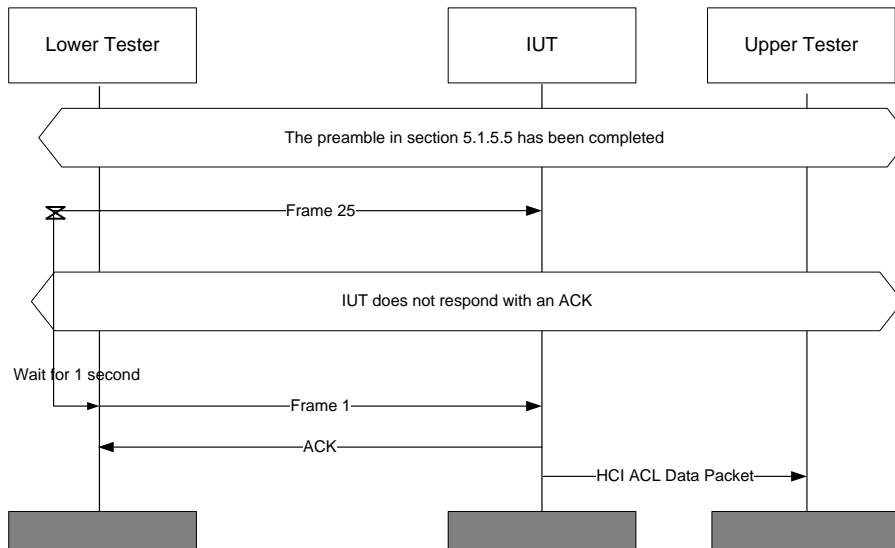 Lower Tester
IUT
Upper Tester
The preamble in section 5.1.5.5 has been completed
Frame 25
IUT does not respond with an ACK
Wait for 1 second
Frame 1
ACK
HCI ACL Data Packet